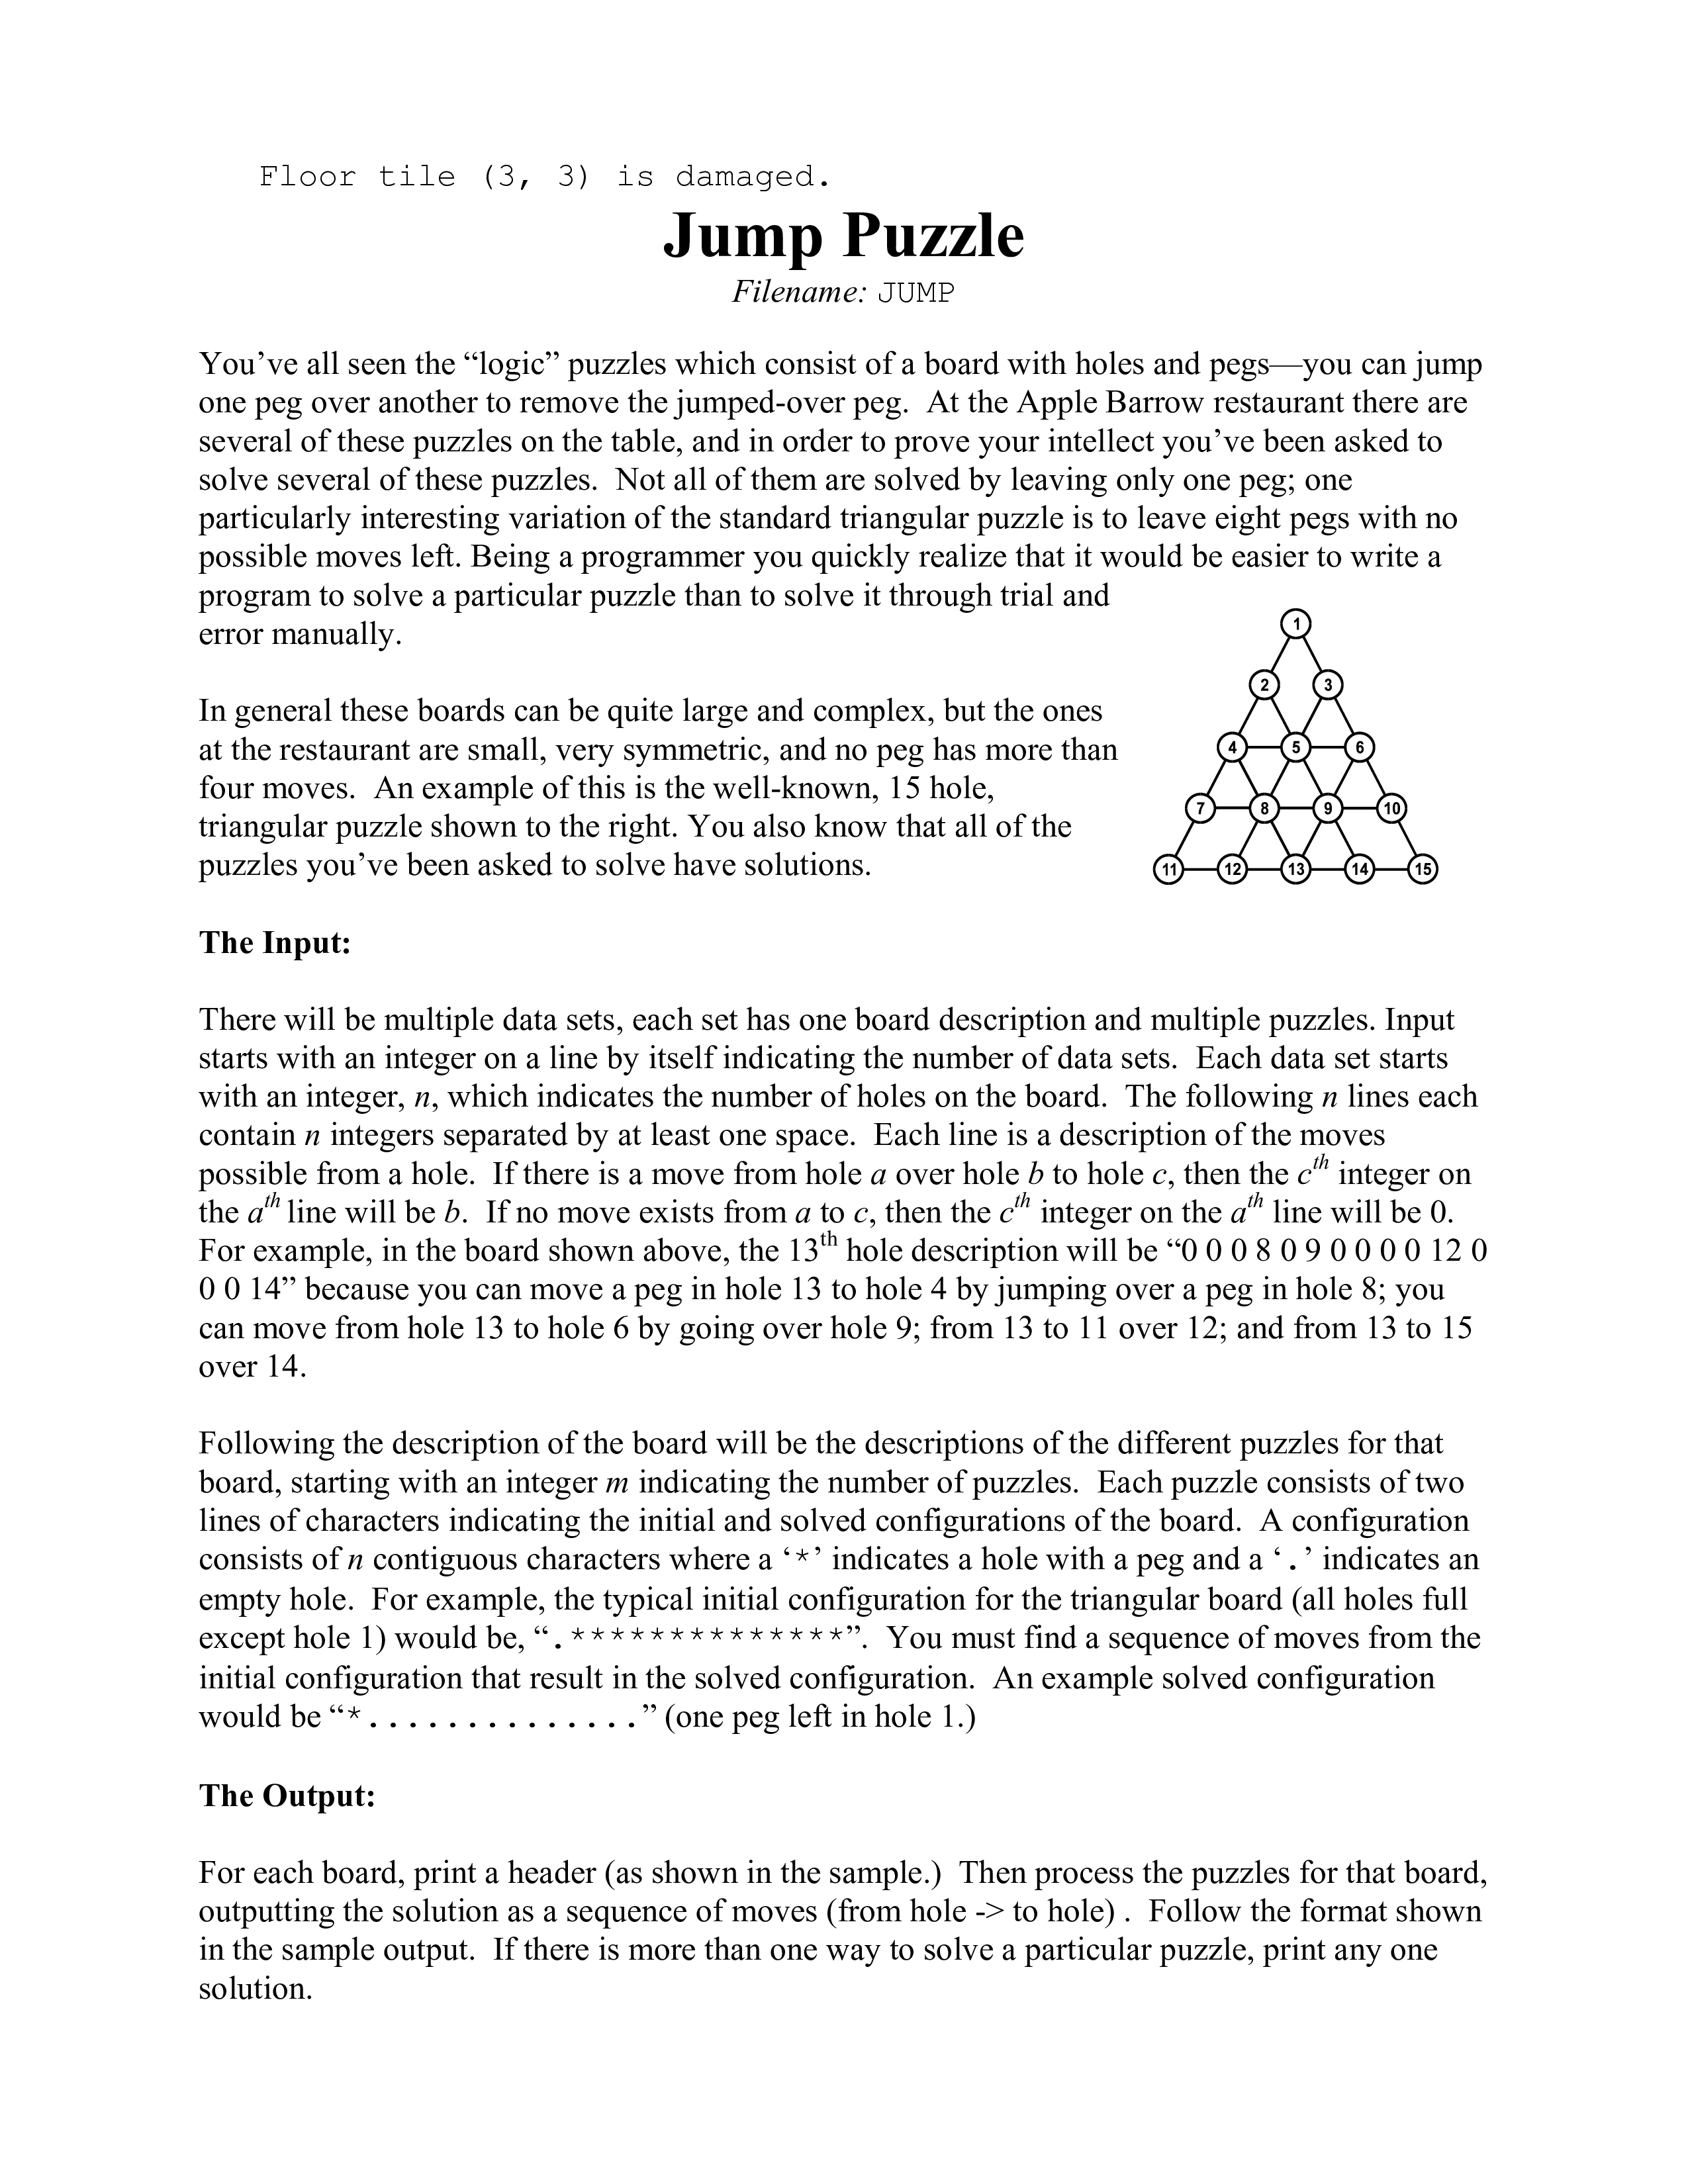 Floor tile (3, 3) is damaged.
Jump Puzzle
Filename: JUMP
You’ve all seen the “logic” puzzles which consist of a board with holes and pegs—you can jump
one peg over another to remove the jumped-over peg.  At the Apple Barrow restaurant there are
several of these puzzles on the table, and in order to prove your intellect you’ve been asked to
solve several of these puzzles.  Not all of them are solved by leaving only one peg; one
particularly interesting variation of the standard triangular puzzle is to leave eight pegs with no
possible moves left. Being a programmer you quickly realize that it would be easier to write a
program to solve a particular puzzle than to solve it through trial and
error manually.
In general these boards can be quite large and complex, but the ones
at the restaurant are small, very symmetric, and no peg has more than
four moves.  An example of this is the well-known, 15 hole,
triangular puzzle shown to the right. You also know that all of the
puzzles you’ve been asked to solve have solutions.
1
2 3
4 5 6
7 8 9 10
11 12 13 14 15
The Input:
There will be multiple data sets, each set has one board description and multiple puzzles. Input
starts with an integer on a line by itself indicating the number of data sets.  Each data set starts
with an integer, n, which indicates the number of holes on the board.  The following n lines each
contain n integers separated by at least one space.  Each line is a description of the moves
possible from a hole.  If there is a move from hole a over hole b to hole c, then the cth integer on
the ath line will be b.  If no move exists from a to c, then the cth integer on the ath line will be 0.
For example, in the board shown above, the 13th hole description will be “0 0 0 8 0 9 0 0 0 0 12 0
0 0 14” because you can move a peg in hole 13 to hole 4 by jumping over a peg in hole 8; you
can move from hole 13 to hole 6 by going over hole 9; from 13 to 11 over 12; and from 13 to 15
over 14.
Following the description of the board will be the descriptions of the different puzzles for that
board, starting with an integer m indicating the number of puzzles.  Each puzzle consists of two
lines of characters indicating the initial and solved configurations of the board.  A configuration
consists of n contiguous characters where a ‘*’ indicates a hole with a peg and a ‘.’ indicates an
empty hole.  For example, the typical initial configuration for the triangular board (all holes full
except hole 1) would be, “.**************”.  You must find a sequence of moves from the
initial configuration that result in the solved configuration.  An example solved configuration
would be “*..............” (one peg left in hole 1.)
The Output:
For each board, print a header (as shown in the sample.)  Then process the puzzles for that board,
outputting the solution as a sequence of moves (from hole -> to hole) .  Follow the format shown
in the sample output.  If there is more than one way to solve a particular puzzle, print any one
solution.